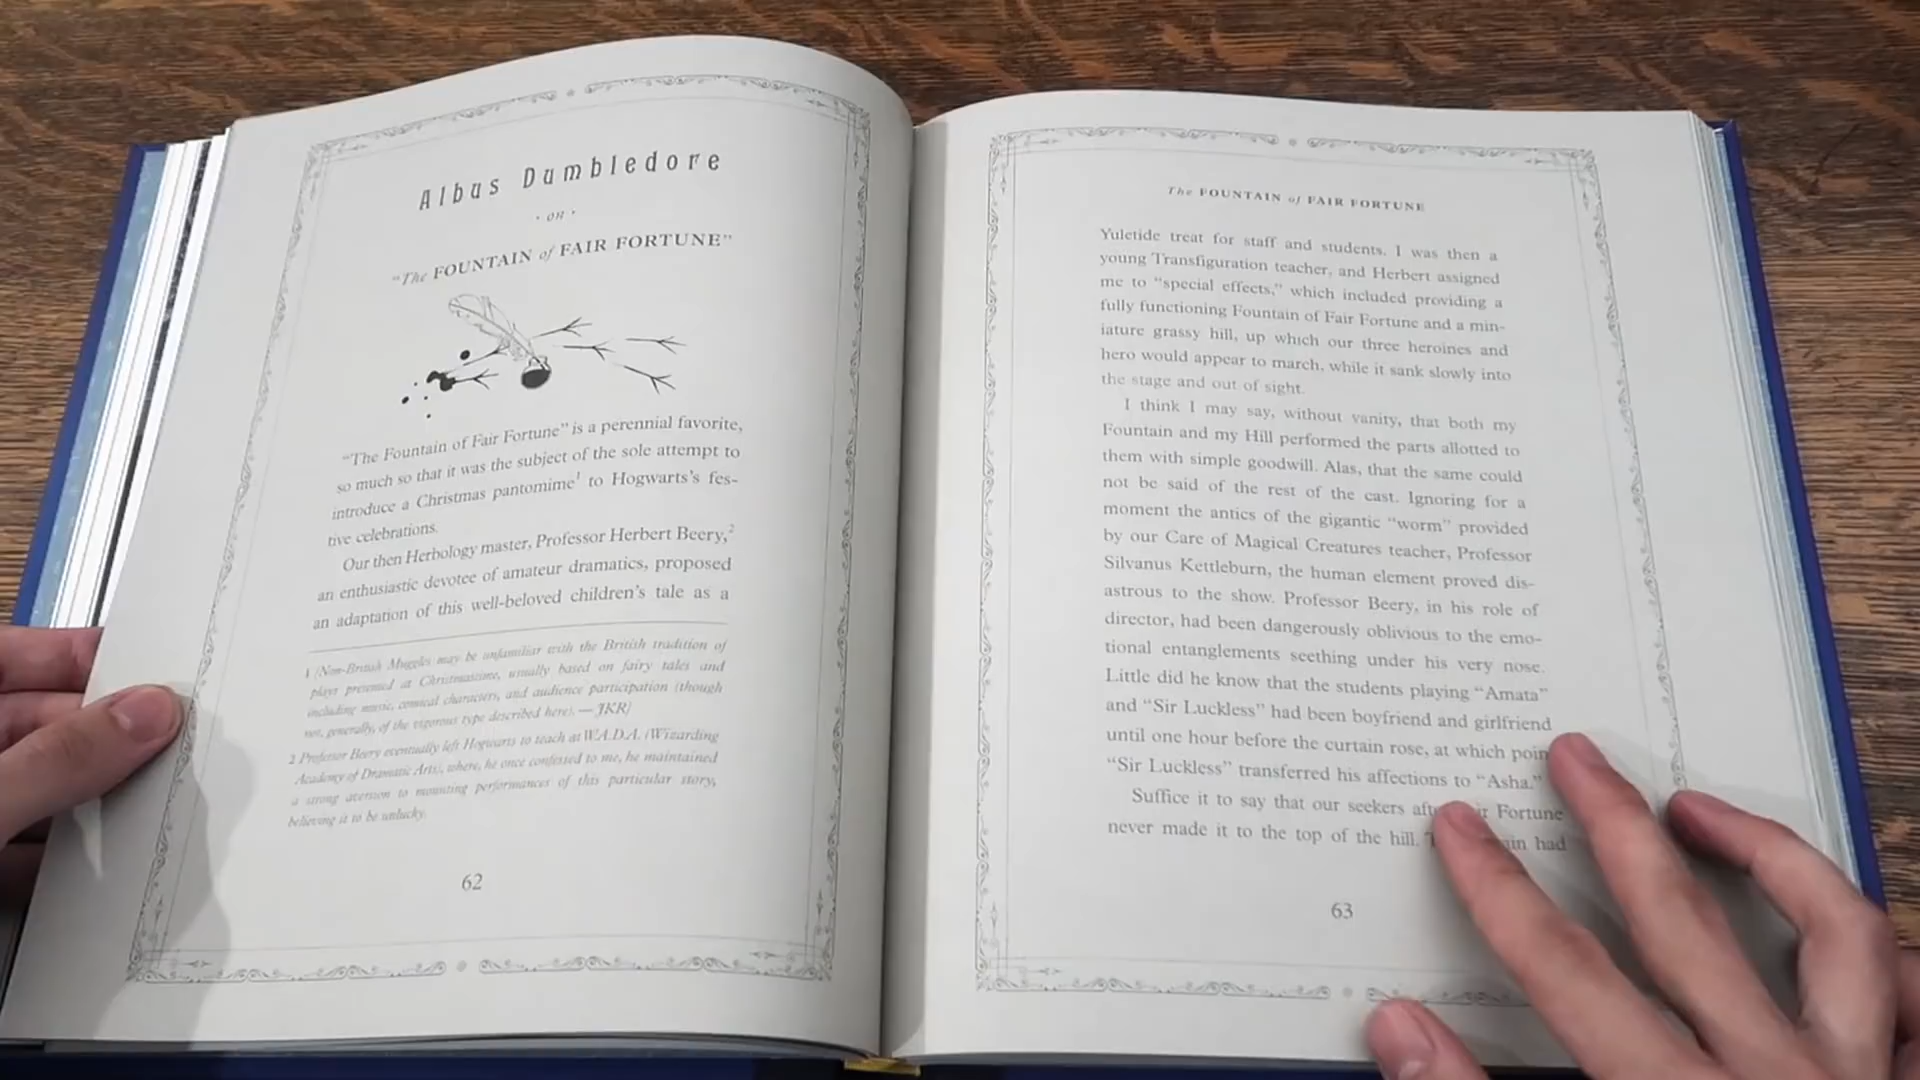 Albus Dumbledore
· on ·
“The FOUNTAIN of FAIR FORTUNE”
“The Fountain of Fair Fortune” is a perennial favorite,
so much so that it was the subject of the sole attempt to
introduce a Christmas pantomime¹ to Hogwarts’s fes-
tive celebrations.
Our then Herbology master, Professor Herbert Beery,²
an enthusiastic devotee of amateur dramatics, proposed
an adaptation of this well-beloved children’s tale as a
1 [Non-British Muggles may be unfamiliar with the British tradition of
plays presented at Christmastime, usually based on fairy tales and
including music, comical characters, and audience participation (though
not, generally, of the vigorous type described here). — JKR]
2 Professor Beery eventually left Hogwarts to teach at W.A.D.A. (Wizarding
Academy of Dramatic Arts), where, he once confessed to me, he maintained
a strong aversion to mounting performances of this particular story,
believing it to be unlucky.
62
The FOUNTAIN of FAIR FORTUNE
Yuletide treat for staff and students. I was then a
young Transfiguration teacher, and Herbert assigned
me to “special effects,” which included providing a
fully functioning Fountain of Fair Fortune and a min-
iature grassy hill, up which our three heroines and
hero would appear to march, while it sank slowly into
the stage and out of sight.
I think I may say, without vanity, that both my
Fountain and my Hill performed the parts allotted to
them with simple goodwill. Alas, that the same could
not be said of the rest of the cast. Ignoring for a
moment the antics of the gigantic “worm” provided
by our Care of Magical Creatures teacher, Professor
Silvanus Kettleburn, the human element proved dis-
astrous to the show. Professor Beery, in his role of
director, had been dangerously oblivious to the emo-
tional entanglements seething under his very nose.
Little did he know that the students playing “Amata”
and “Sir Luckless” had been boyfriend and girlfriend
until one hour before the curtain rose, at which poin
“Sir Luckless” transferred his affections to “Asha.”
Suffice it to say that our seekers Fortune
never made it to the top of the hill. had
63